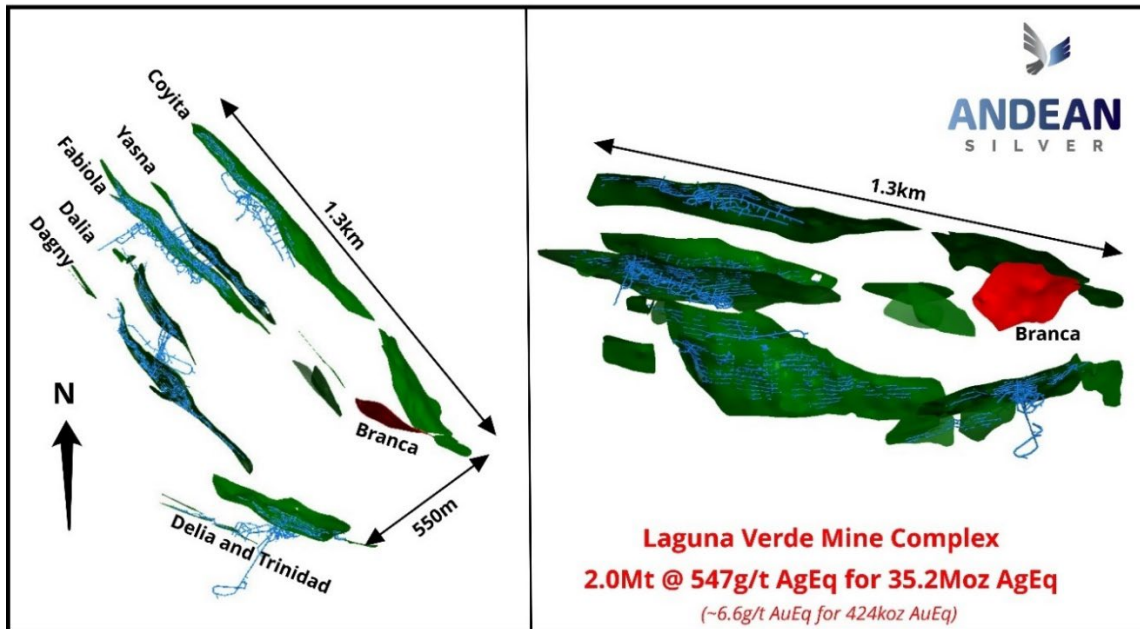 Coyita
Yasna
Fabiola
Dalia
Dagny
1.3km
N
Branca
550m
Delia and Trinidad
ANDEAN
SILVER
1.3km
Branca
Laguna Verde Mine Complex
2.0Mt @ 547g/t AgEq for 35.2Moz AgEq
(~6.6g/t AuEq for 424koz AuEq)